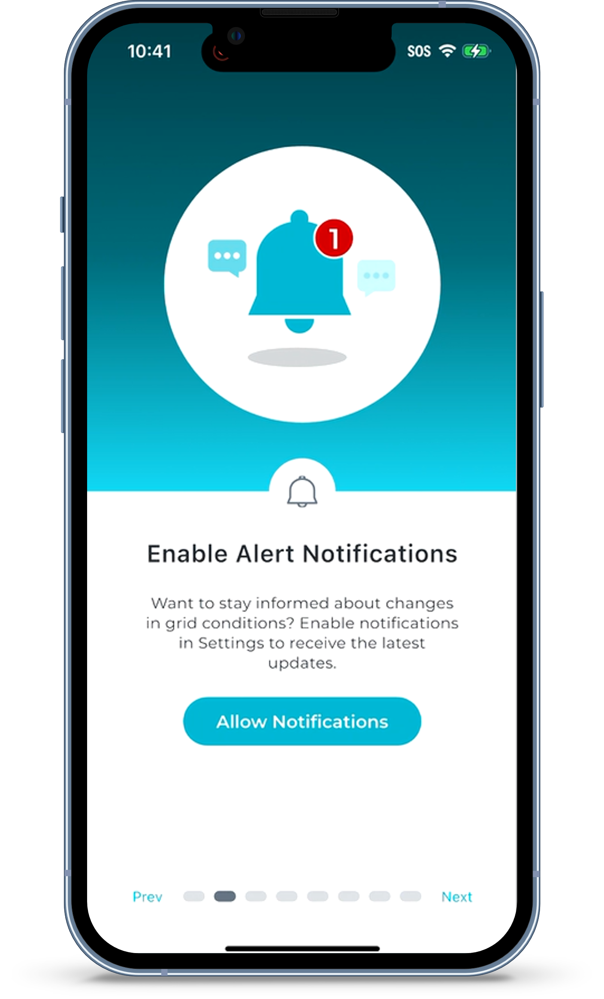 10:41 SOS
1
Enable Alert Notifications
Want to stay informed about changes
in grid conditions? Enable notifications
in Settings to receive the latest
updates.
Allow Notifications
Prev Next